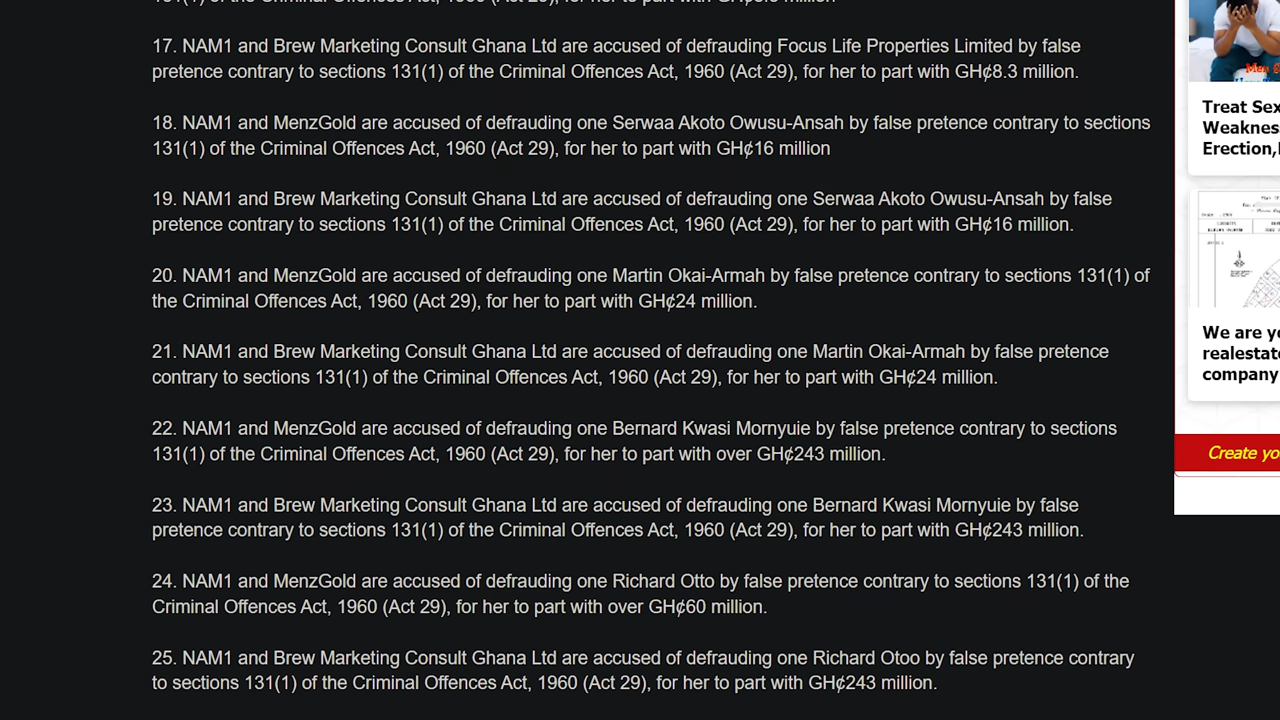 131(1) of the Criminal Offences Act, 1960 (Act 29), for her to part with
17. NAM1 and Brew Marketing Consult Ghana Ltd are accused of defrauding Focus Life Properties Limited by false
pretence contrary to sections 131(1) of the Criminal Offences Act, 1960 (Act 29), for her to part with GH¢8.3 million.
18. NAM1 and MenzGold are accused of defrauding one Serwaa Akoto Owusu-Ansah by false pretence contrary to sections
131(1) of the Criminal Offences Act, 1960 (Act 29), for her to part with GH¢16 million
19. NAM1 and Brew Marketing Consult Ghana Ltd are accused of defrauding one Serwaa Akoto Owusu-Ansah by false
pretence contrary to sections 131(1) of the Criminal Offences Act, 1960 (Act 29), for her to part with GH¢16 million.
20. NAM1 and MenzGold are accused of defrauding one Martin Okai-Armah by false pretence contrary to sections 131(1) of
the Criminal Offences Act, 1960 (Act 29), for her to part with GH¢24 million.
21. NAM1 and Brew Marketing Consult Ghana Ltd are accused of defrauding one Martin Okai-Armah by false pretence
contrary to sections 131(1) of the Criminal Offences Act, 1960 (Act 29), for her to part with GH¢24 million.
22. NAM1 and MenzGold are accused of defrauding one Bernard Kwasi Mornyuie by false pretence contrary to sections
131(1) of the Criminal Offences Act, 1960 (Act 29), for her to part with over GH¢243 million.
23. NAM1 and Brew Marketing Consult Ghana Ltd are accused of defrauding one Bernard Kwasi Mornyuie by false
pretence contrary to sections 131(1) of the Criminal Offences Act, 1960 (Act 29), for her to part with GH¢243 million.
24. NAM1 and MenzGold are accused of defrauding one Richard Otto by false pretence contrary to sections 131(1) of the
Criminal Offences Act, 1960 (Act 29), for her to part with over GH¢60 million.
25. NAM1 and Brew Marketing Consult Ghana Ltd are accused of defrauding one Richard Otoo by false pretence contrary
to sections 131(1) of the Criminal Offences Act, 1960 (Act 29), for her to part with GH¢243 million.
Men S
Treat Sex
Weaknes
Erection,
We are yo
realestate
company
Create yo